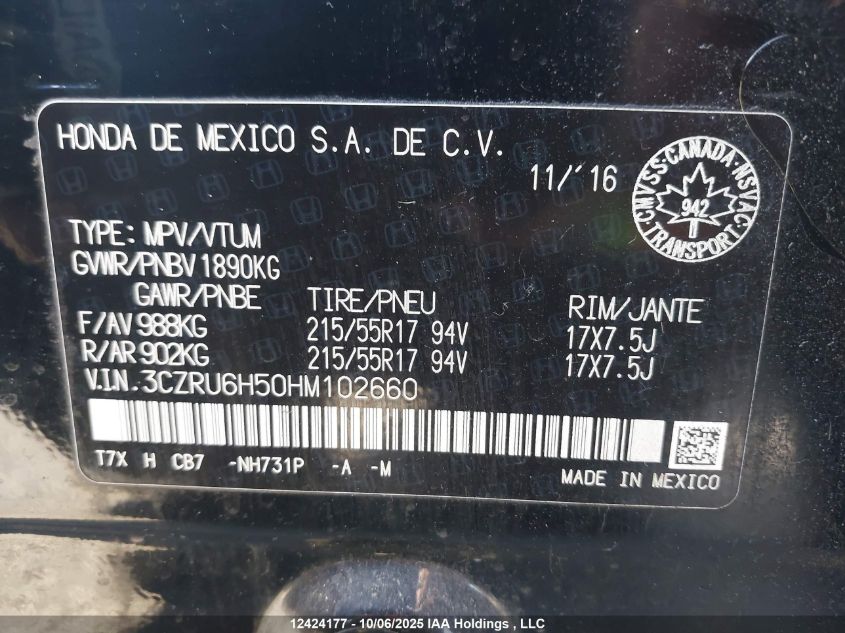 HONDA DE MEXICO S.A. DE C.V.
11/'16
CMVSS·CANADA·NSVAC
942
TRANSPORT
TYPE: MPV/VTUM
GVWR/PNBV 1890KG
GAWR/PNBE TIRE/PNEU RIM/JANTE
F/AV 988KG 215/55R17 94V 17X7.5J
R/AR 902KG 215/55R17 94V 17X7.5J
V.I.N. 3CZRU6H50HM102660
T7X H CB7 -NH731P -A -M
MADE IN MEXICO
12424177 - 10/06/2025 IAA Holdings , LLC